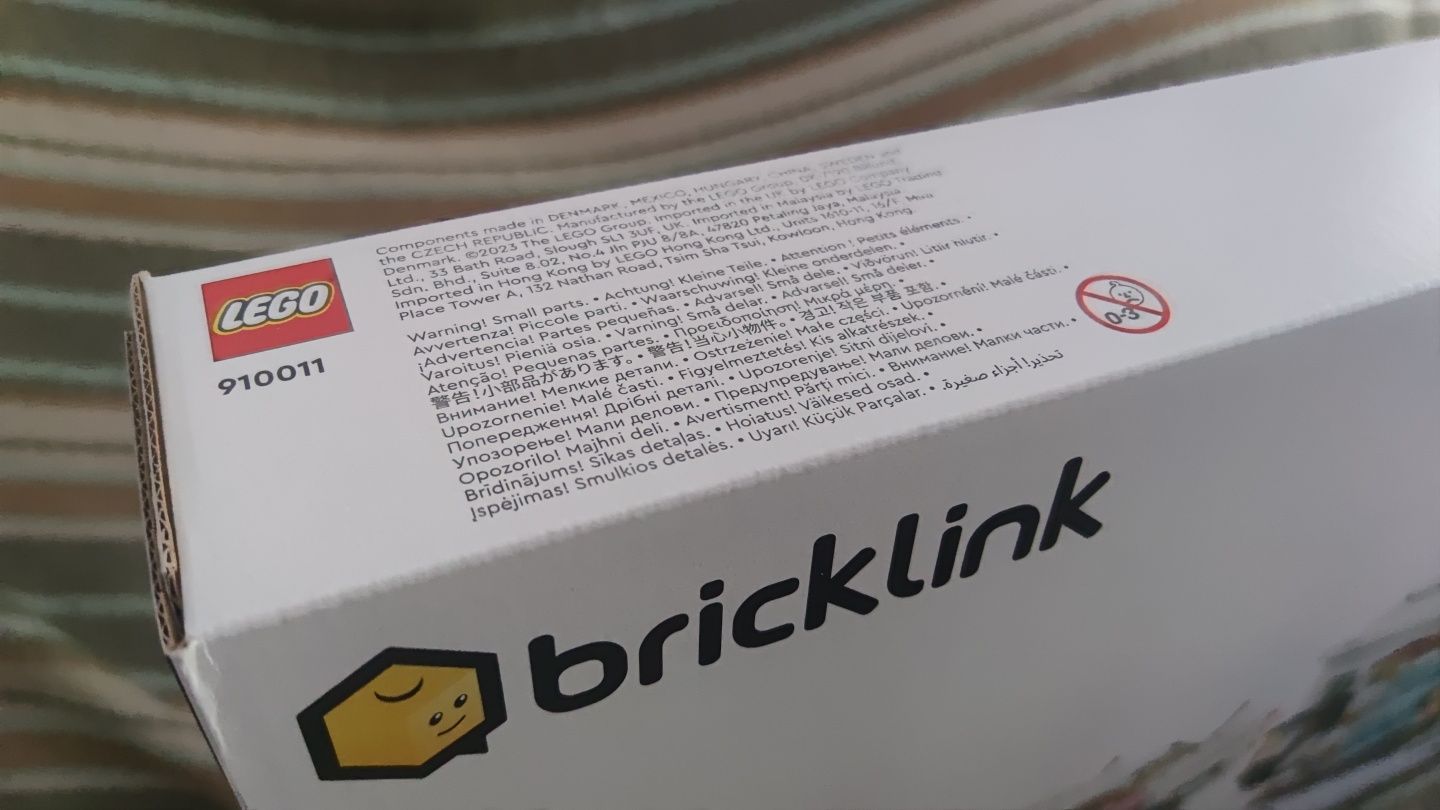 LEGO
910011
Components made in DENMARK, MEXICO, HUNGARY, CHINA, SWEDEN and
the CZECH REPUBLIC. Manufactured by the LEGO Group, DK-7190 Billund,
Denmark. ©2023 The LEGO Group. Imported in the UK by LEGO Company
Ltd., 33 Bath Road, Slough SL1 3UF, UK. Imported in Malaysia by LEGO Trading
Sdn. Bhd., Suite 8.02, No.4 Jln PJU 8/8A, 47820 Petaling Jaya, Malaysia
Imported in Hong Kong by LEGO Hong Kong Ltd., Units 1610-11, 16/F Miu
Place Tower A, 132 Nathan Road, Tsim Sha Tsui, Kowloon, Hong Kong.
Warning! Small parts. • Achtung! Kleine Teile. • Attention ! Petits éléments. •
Avvertenza! Piccole parti. • Waarschuwing! Kleine onderdelen. •
¡Advertencia! Partes pequeñas. • Advarsel! Små dele. • Viðvörun! Litlir hlutir. •
Varoitus! Pieniä osia. • Varning! Små delar. • Advarsel! Små deler. •
Atenção! Pequenas partes. • Προειδοποίηση! Μικρά μέρη. •
警告!小部品があります。 • 警告!当心小物件。 • 경고! 작은 부품 포함. •
Внимание! Мелкие детали. • Ostrzeżenie! Małe części. • Upozornění! Malé části. •
Upozornenie! Malé časti. • Figyelmeztetés! Kis alkatrészek. •
Попередження! Дрібні деталі. • Upozorenje! Sitni dijelovi. •
Упозорење! Мали делови. • Предупредување! Мали делови. • Внимание! Малки части. •
Opozorilo! Majhni deli. • Avertisment! Părți mici. •
Brīdinājums! Sīkas detaļas. • Hoiatus! Väikesed osad. •
Įspėjimas! Smulkios detalės. • Uyarı! Küçük Parçalar. • تحذير! أجزاء صغيرة.
0-3
bricklink